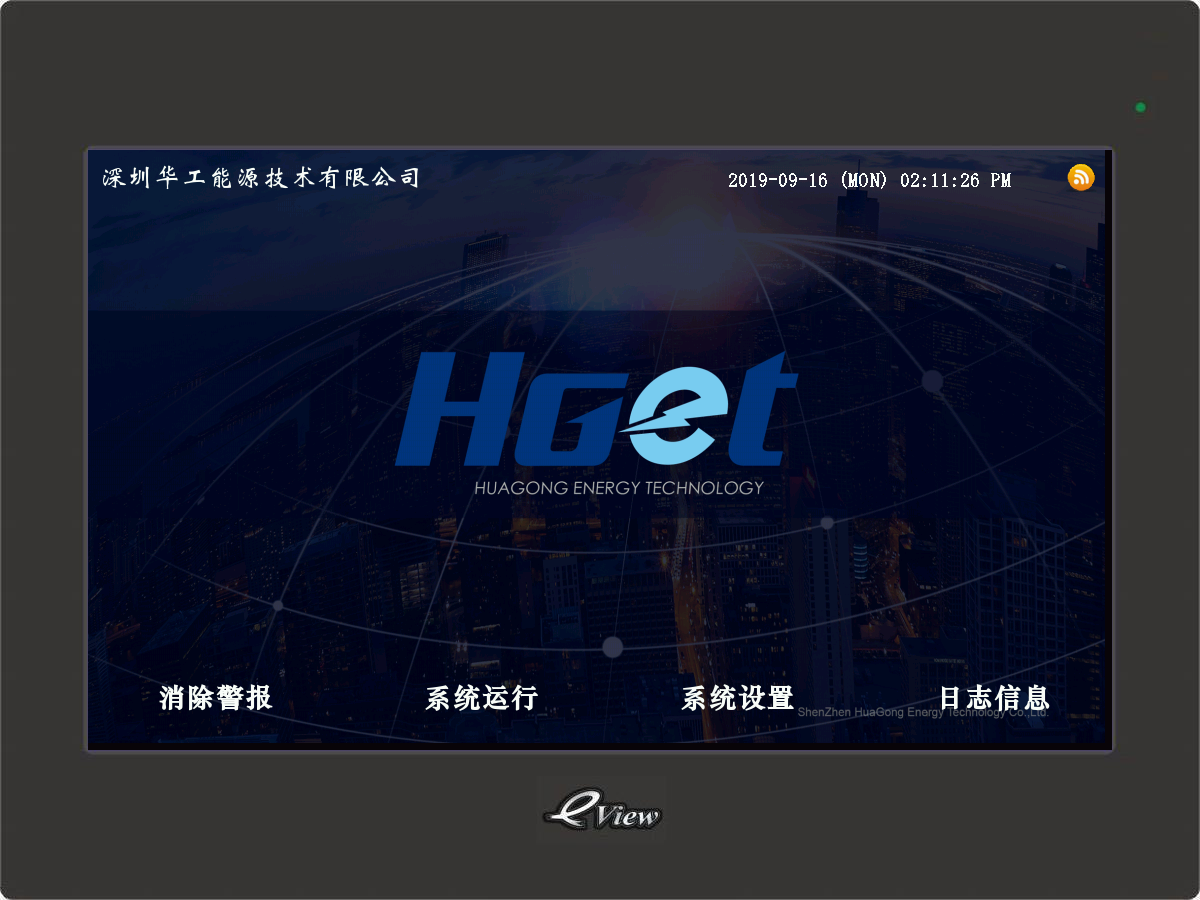 深圳华工能源技术有限公司
2019-09-16 (MON) 02:11:26 PM
Hget
HUAGONG ENERGY TECHNOLOGY
消除警报 系统运行 系统设置 日志信息
ShenZhen HuaGong Energy Technology Co.,Ltd.
eView